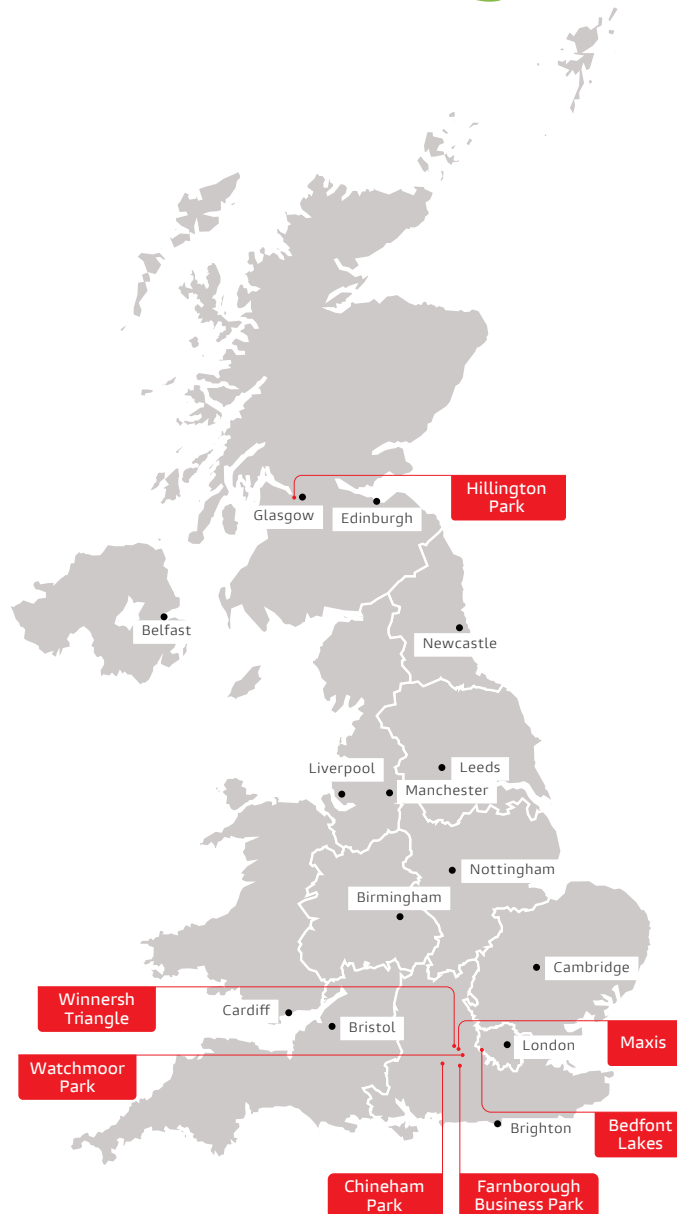 Hillington
Park
Glasgow
Edinburgh
Belfast
Newcastle
Liverpool
Leeds
Manchester
Nottingham
Birmingham
Cambridge
Winnersh
Triangle
Cardiff
Bristol
London
Maxis
Watchmoor
Park
Brighton
Bedfont
Lakes
Chineham
Park
Farnborough
Business Park